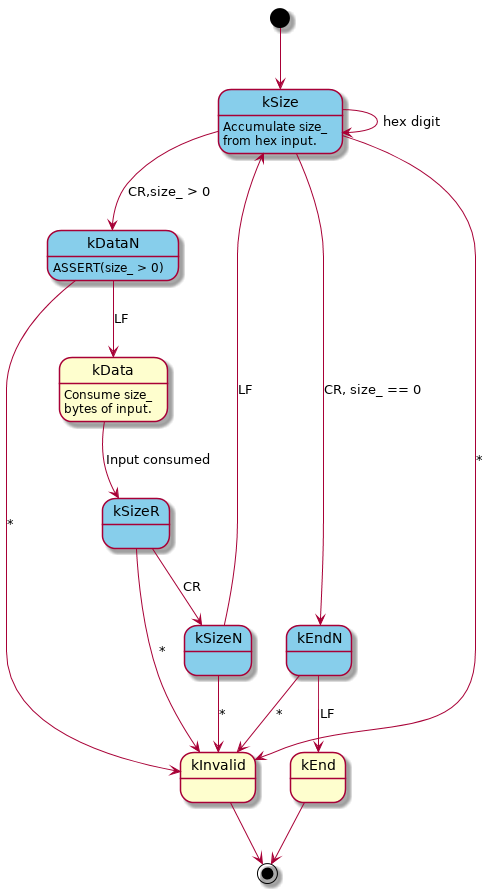 kSize
Accumulate size_
from hex input.
hex digit
CR,size_ > 0
kDataN
ASSERT(size_ > 0)
LF
kData
Consume size_
bytes of input.
LF
CR, size_ == 0
Input consumed
*
kSizeR
*
CR
kSizeN
kEndN
*
*
*
LF
kInvalid
kEnd